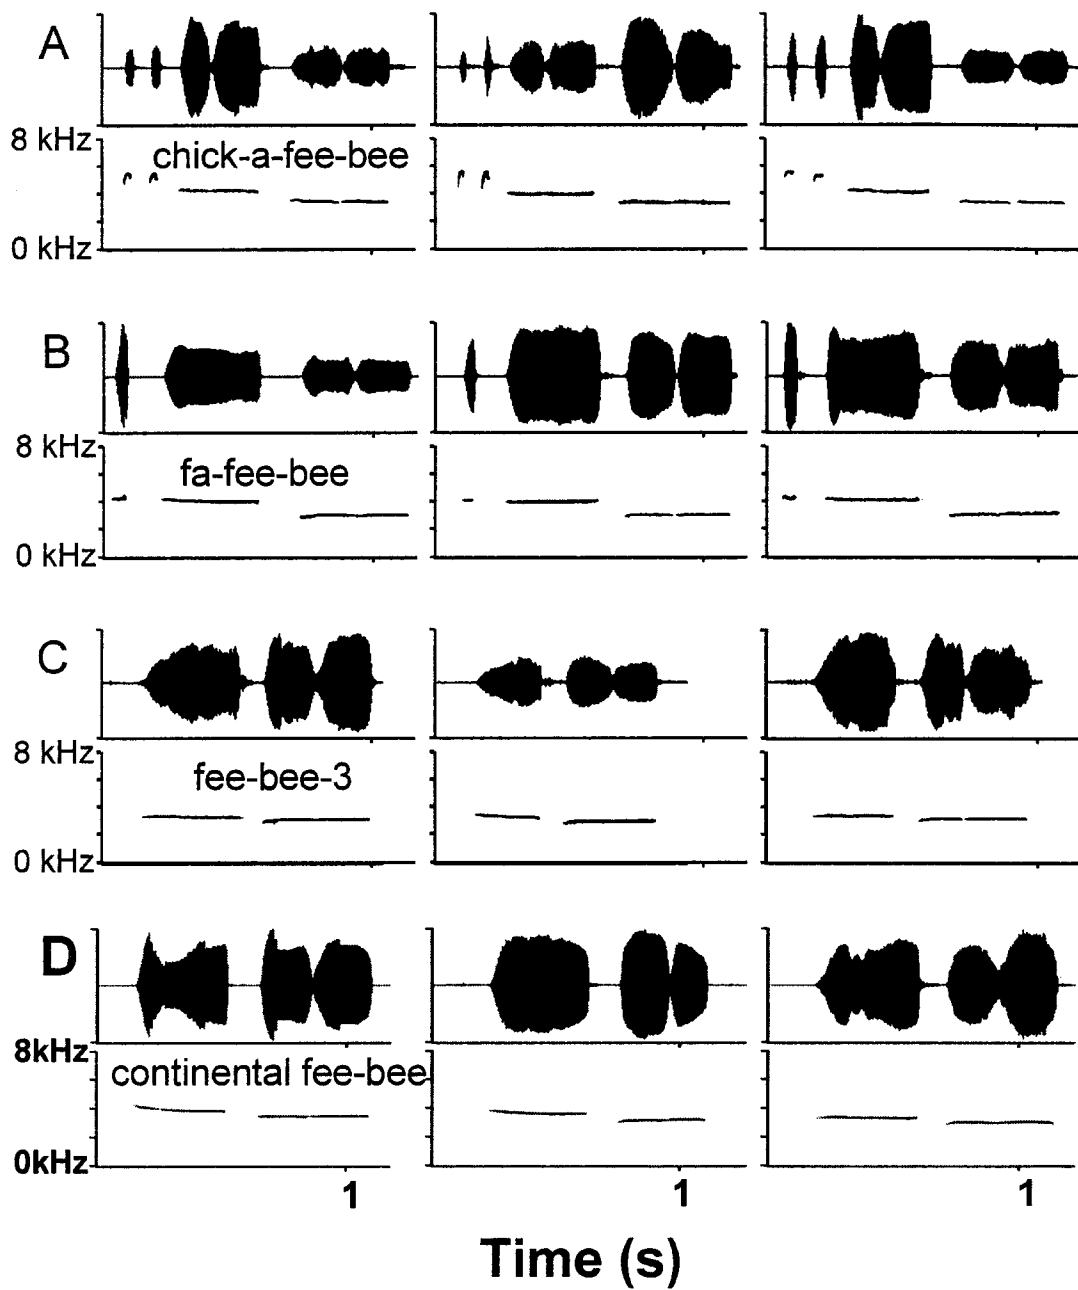 A
8 kHz
chick-a-fee-bee
0 kHz
B
8 kHz
fa-fee-bee
0 kHz
C
8 kHz
fee-bee-3
0 kHz
D
8kHz
continental fee-bee
0kHz
1 1 1
Time (s)